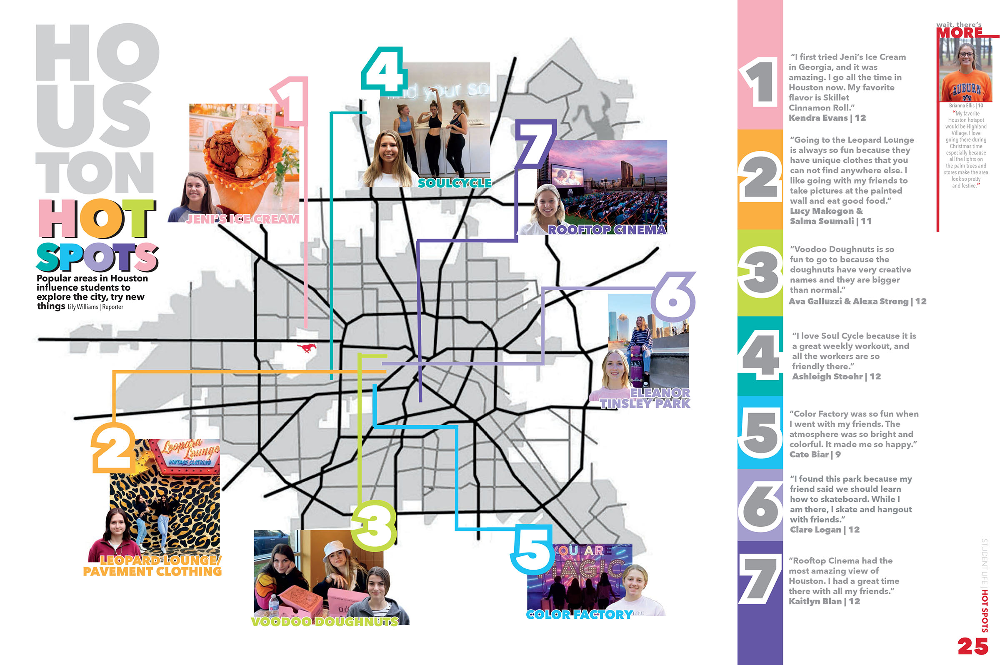 HO
US
TON
HOT
SPOTS
Popular areas in Houston
influence students to
explore the city, try new
things Lily Williams | Reporter
1
JENI'S ICE CREAM
4
d your so
SOULCYCLE
7
ROOFTOP CINEMA
6
ELEANOR
TINSLEY PARK
2
Leopard
Lounge
VINTAGE CLOTHING
LEOPARD LOUNGE/
PAVEMENT CLOTHING
3
VOODOO DOUGHNUTS
5
YOU ARE
MAGIC
COLOR FACTORY
1
“I first tried Jeni’s Ice Cream
in Georgia, and it was
amazing. I go all the time in
Houston now. My favorite
flavor is Skillet
Cinnamon Roll.”
Kendra Evans | 12
2
“Going to the Leopard Lounge
is always so fun because they
have unique clothes that you
can not find anywhere else. I
like going with my friends to
take pictures at the painted
wall and eat good food.”
Lucy Makogon &
Salma Soumali | 11
3
“Voodoo Doughnuts is so
fun to go to because the
doughnuts have very creative
names and they are bigger
than normal.”
Ava Galluzzi & Alexa Strong | 12
4
“I love Soul Cycle because it is
a great weekly workout, and
all the workers are so
friendly there.”
Ashleigh Stoehr | 12
5
“Color Factory was so fun when
I went with my friends. The
atmosphere was so bright and
colorful. It made me so happy.”
Cate Biar | 9
6
“I found this park because my
friend said we should learn
how to skateboard. While I
am there, I skate and hangout
with friends.”
Clare Logan | 12
7
“Rooftop Cinema had the
most amazing view of
Houston. I had a great time
there with all my friends.”
Kaitlyn Blan | 12
wait, there’s
MORE
AUBURN
Brianna Ellis | 10
“My favorite
Houston hotspot
would be Highland
Village. I love
going there during
Christmas time
especially because
all the lights on
the palm trees and
stores make the area
look so pretty
and festive.”
STUDENT LIFE | HOT SPOTS
25